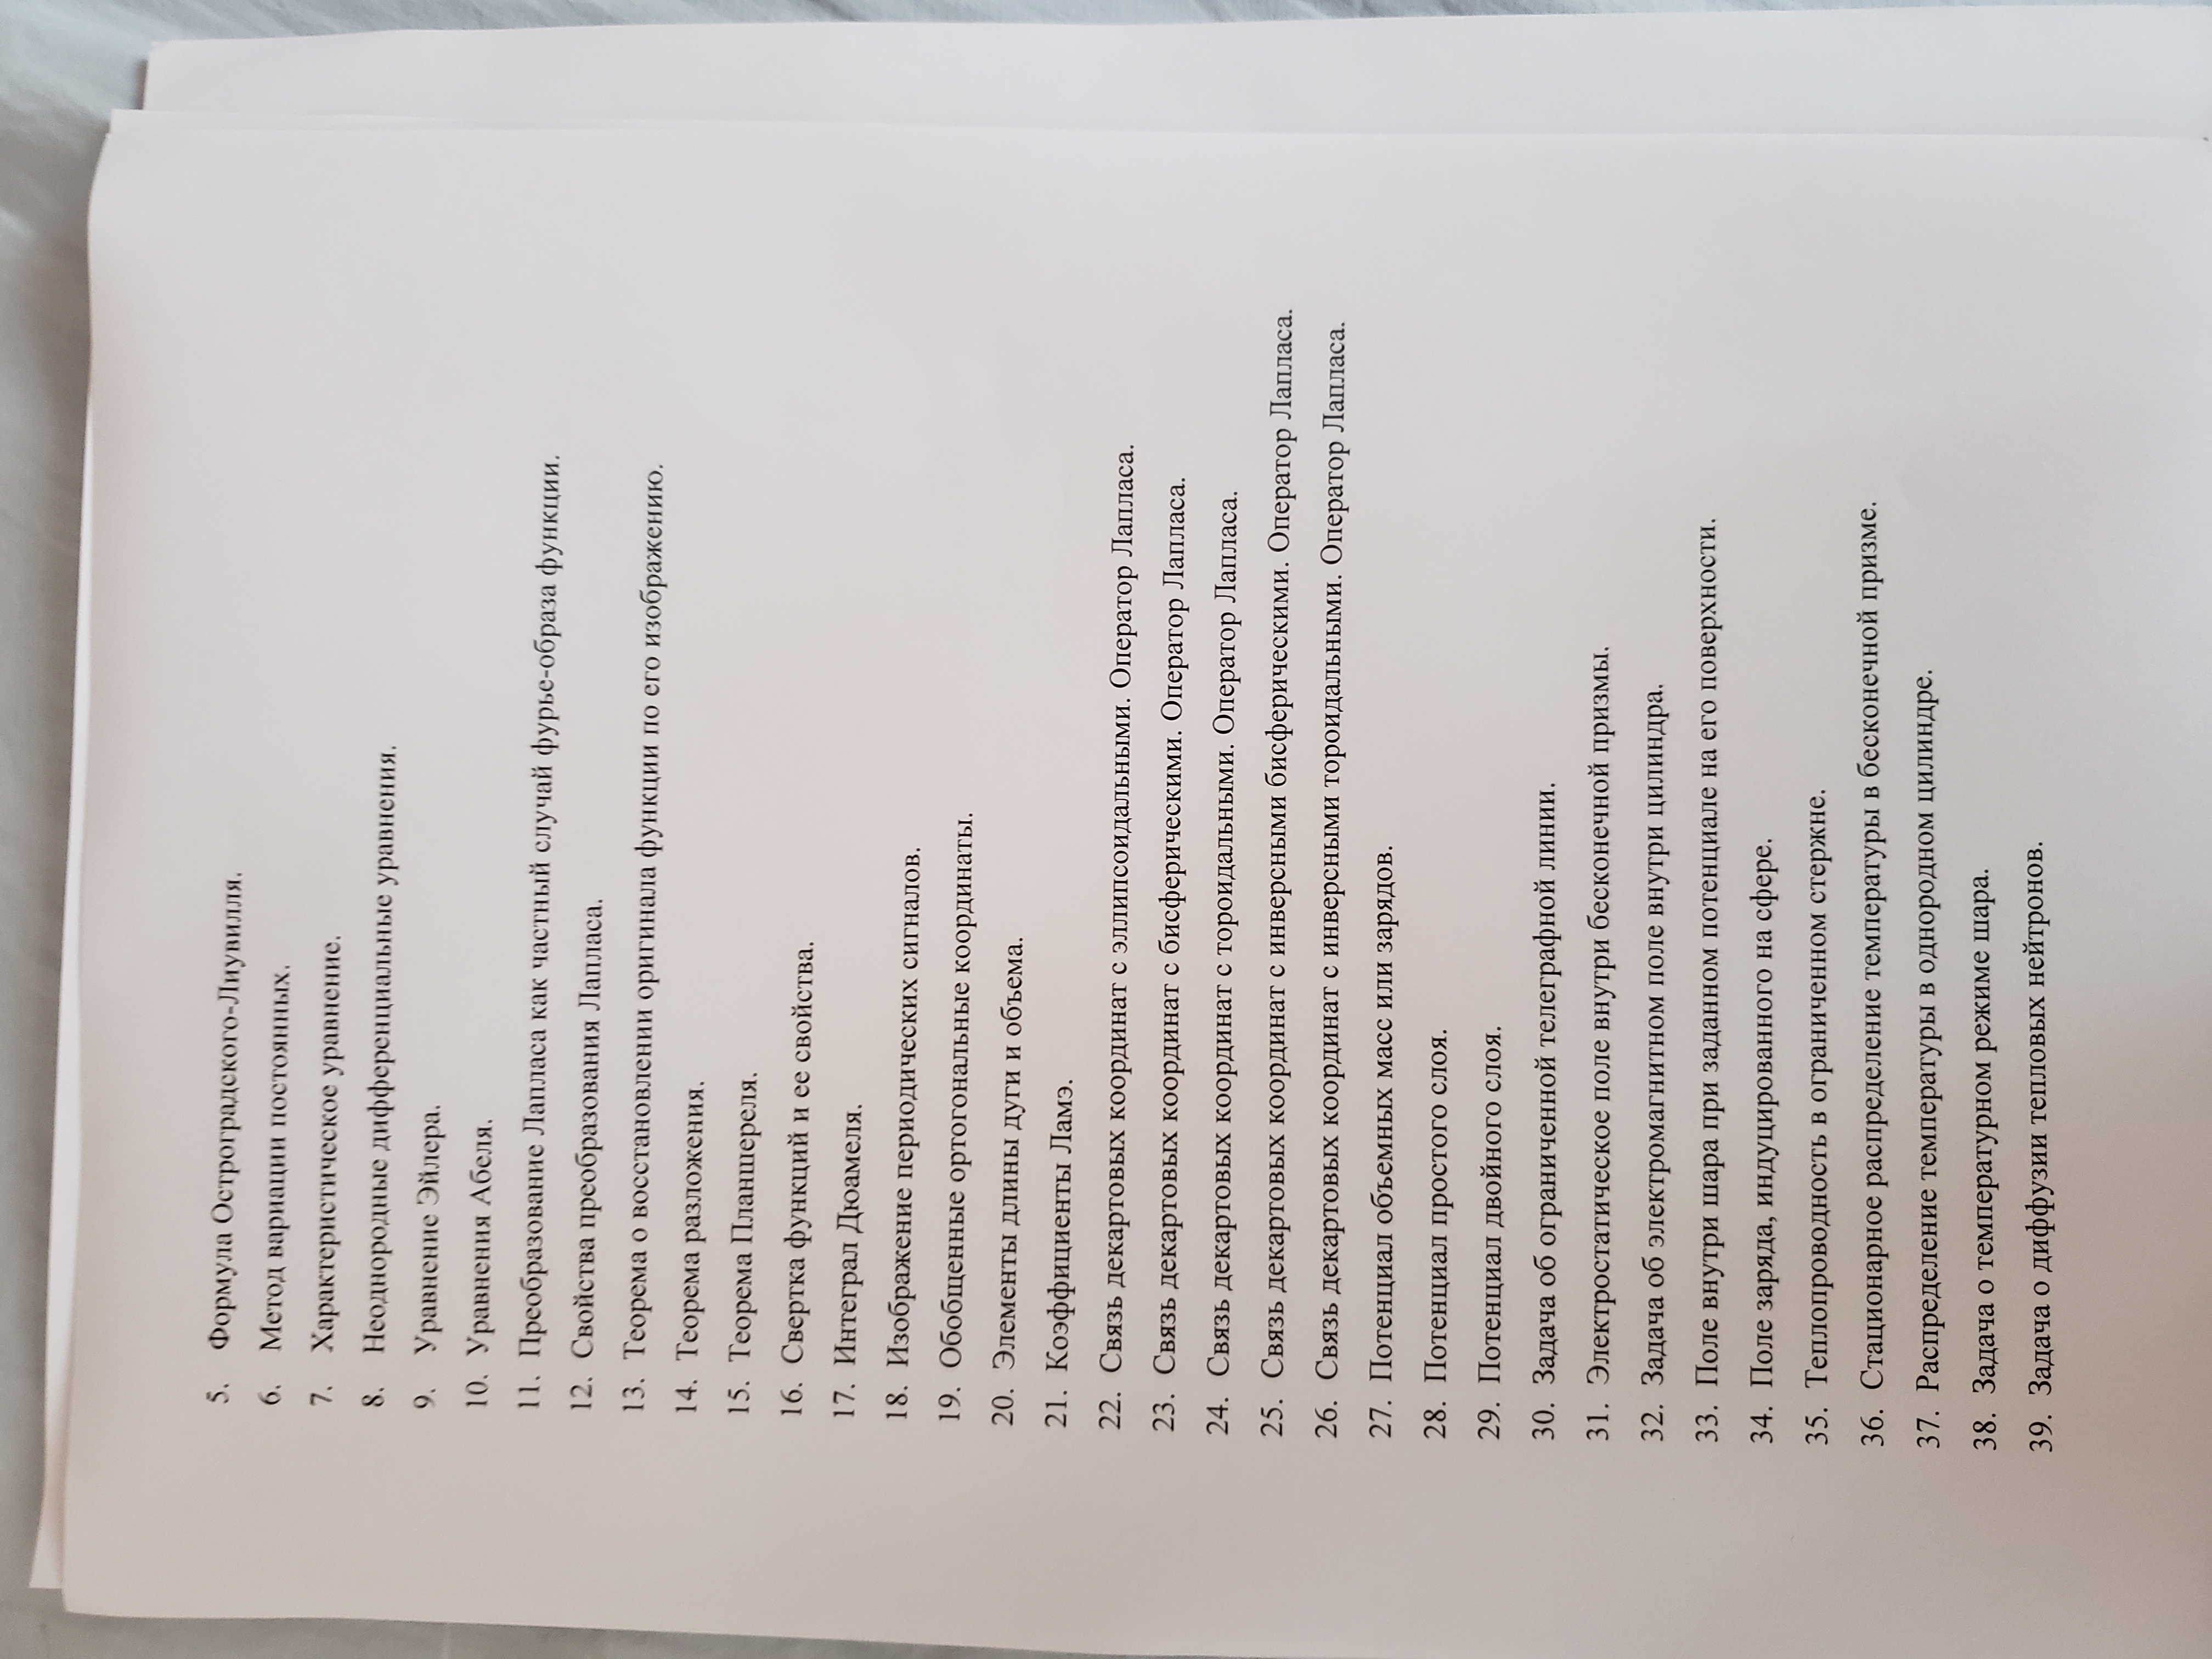 5. Формула Остроградского-Лиувилля.
6. Метод вариации постоянных.
7. Характеристическое уравнение.
8. Неоднородные дифференциальные уравнения.
9. Уравнение Эйлера.
10. Уравнения Абеля.
11. Преобразование Лапласа как частный случай фурье-образа функции.
12. Свойства преобразования Лапласа.
13. Теорема о восстановлении оригинала функции по его изображению.
14. Теорема разложения.
15. Теорема Планшереля.
16. Свертка функций и ее свойства.
17. Интеграл Дюамеля.
18. Изображение периодических сигналов.
19. Обобщенные ортогональные координаты.
20. Элементы длины дуги и объема.
21. Коэффициенты Ламэ.
22. Связь декартовых координат с эллипсоидальными. Оператор Лапласа.
23. Связь декартовых координат с бисферическими. Оператор Лапласа.
24. Связь декартовых координат с тороидальными. Оператор Лапласа.
25. Связь декартовых координат с инверсными бисферическими. Оператор Лапласа.
26. Связь декартовых координат с инверсными тороидальными. Оператор Лапласа.
27. Потенциал объемных масс или зарядов.
28. Потенциал простого слоя.
29. Потенциал двойного слоя.
30. Задача об ограниченной телеграфной линии.
31. Электростатическое поле внутри бесконечной призмы.
32. Задача об электромагнитном поле внутри цилиндра.
33. Поле внутри шара при заданном потенциале на его поверхности.
34. Поле заряда, индуцированного на сфере.
35. Теплопроводность в ограниченном стержне.
36. Стационарное распределение температуры в бесконечной призме.
37. Распределение температуры в однородном цилиндре.
38. Задача о температурном режиме шара.
39. Задача о диффузии тепловых нейтронов.